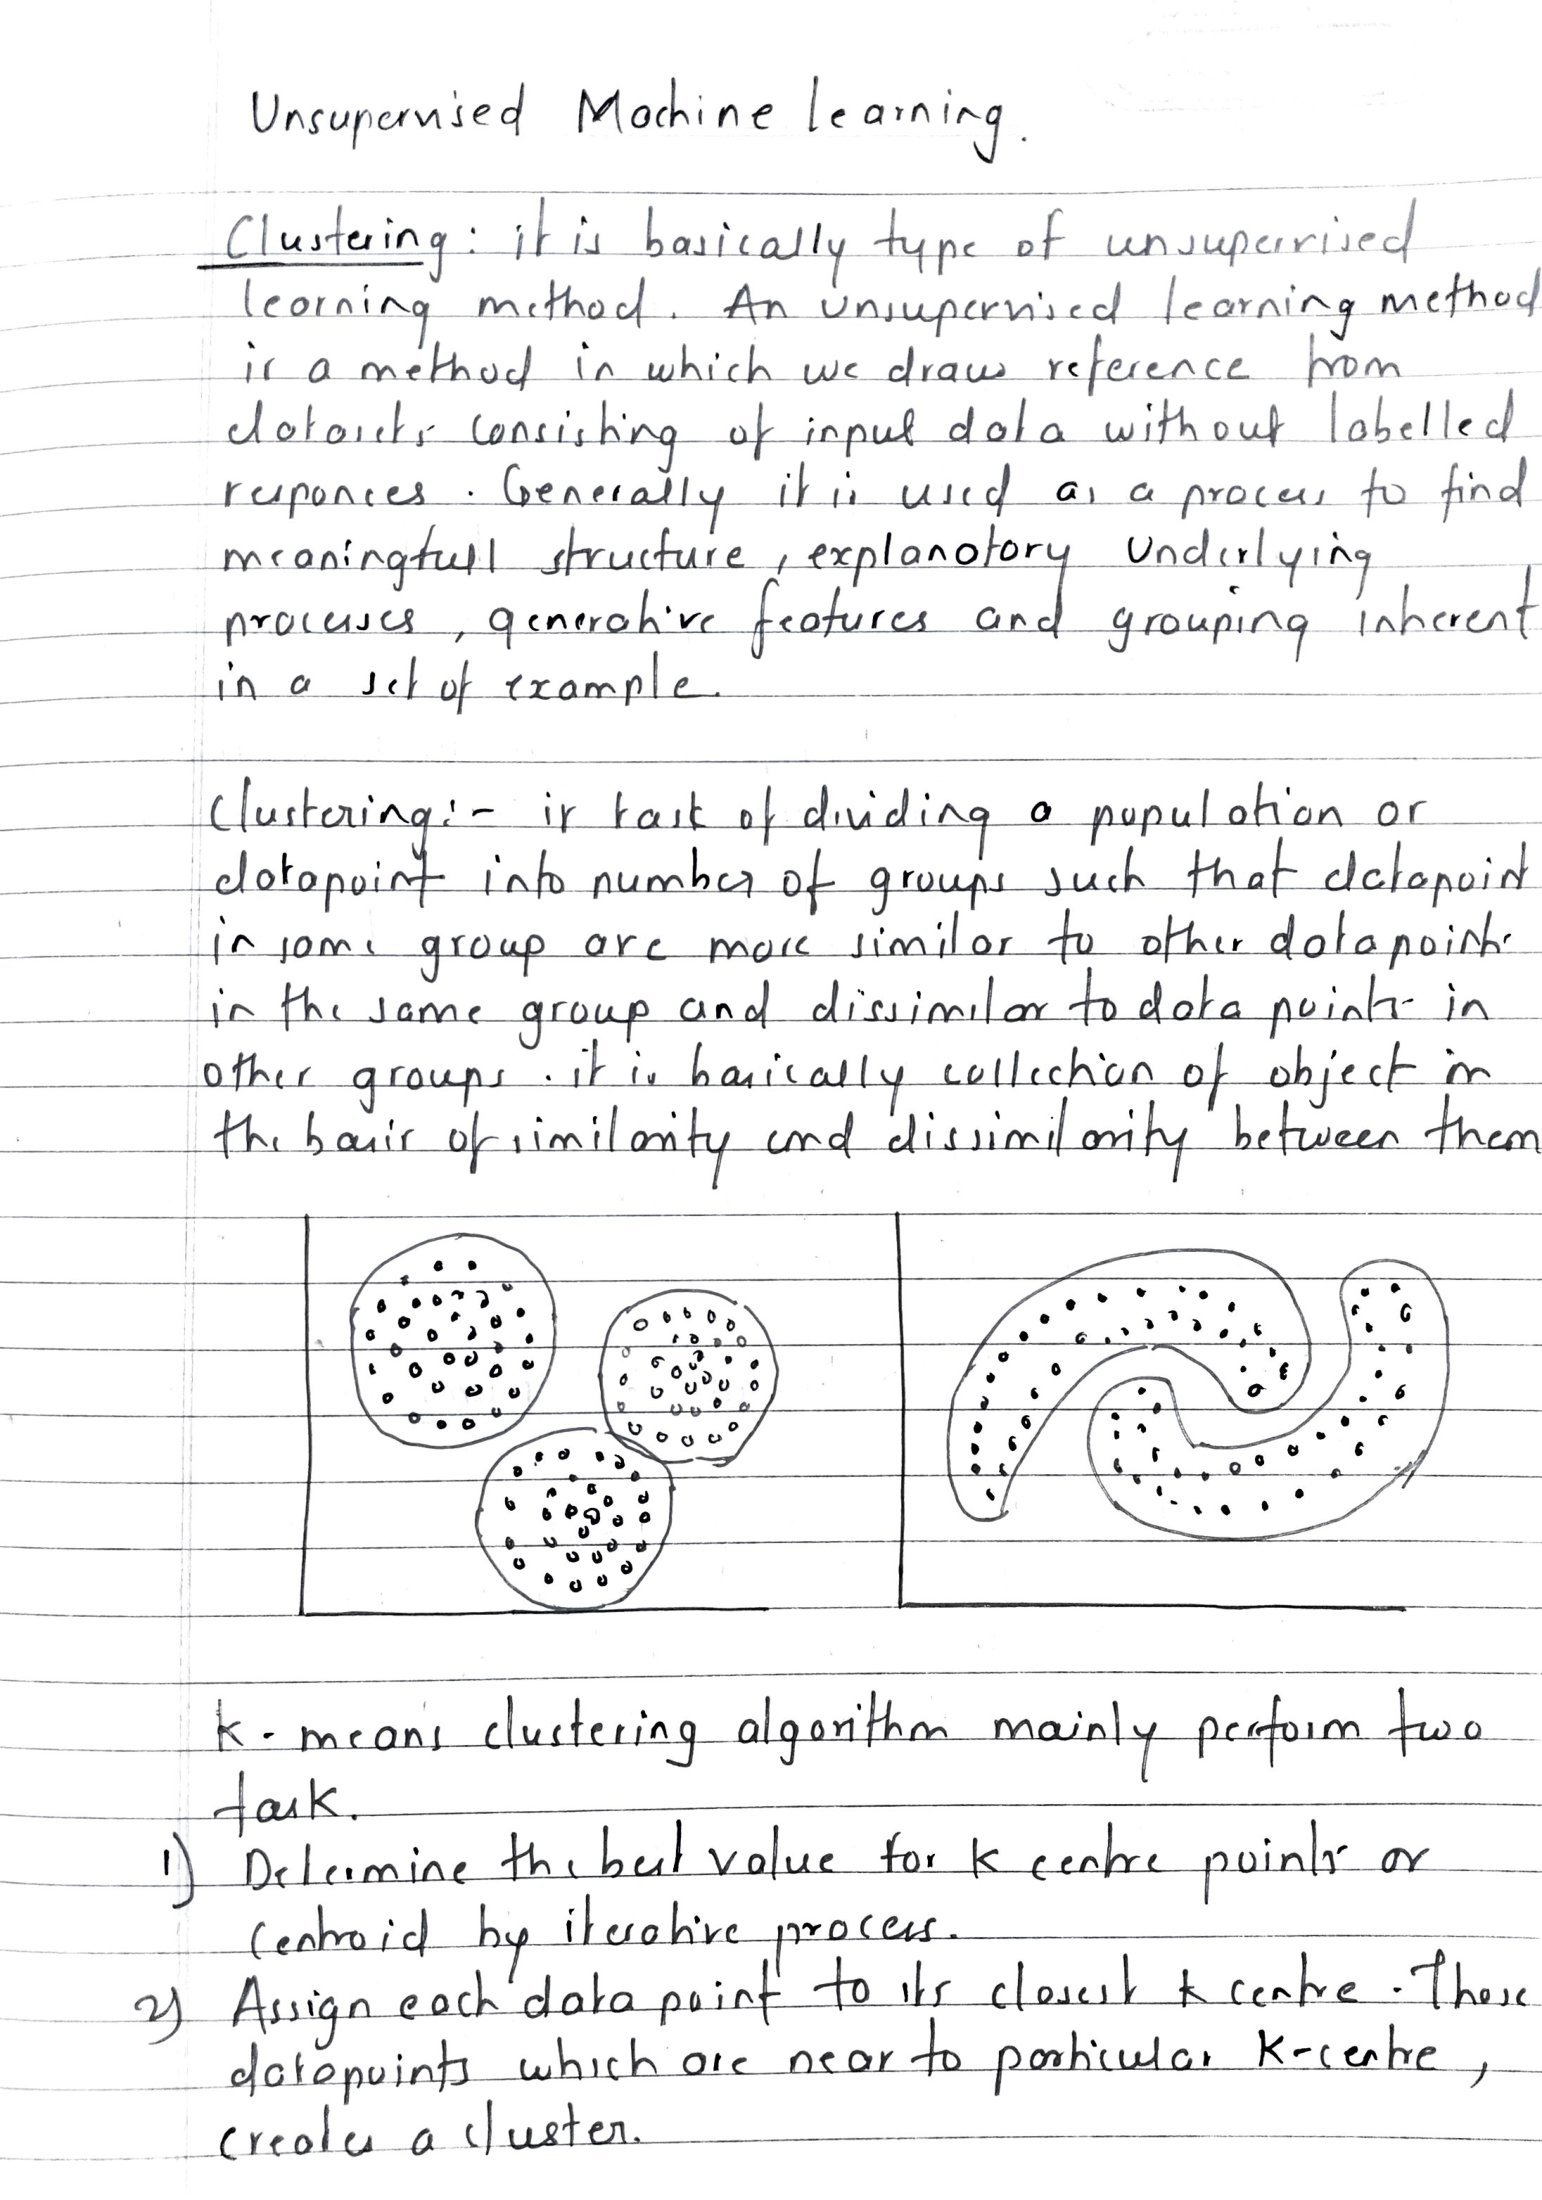 Unsupervised Machine learning.
Clustering: it is basically type of unsupervised
learning method. An unsupervised learning method
is a method in which we draw reference from
datasets consisting of input data without labelled
responces. Generally it is used as a process to find
meaningfull structure, explanatory underlying
processes, generative features and grouping inherent
in a set of example.
Clustering:- is task of dividing a population or
datapoint into number of groups such that datapoint
in same group are more similar to other datapoints
in the same group and dissimilar to data points in
other groups. it is basically collection of object on
the basis of similarity and dissimilarity between them
K-means clustering algorithm mainly perform two
task.
1) Determine the best value for K centre points or
Centroid by iterative process.
2) Assign each data point to its closest k centre. Those
datapoints which are near to particular K-centre,
creates a cluster.